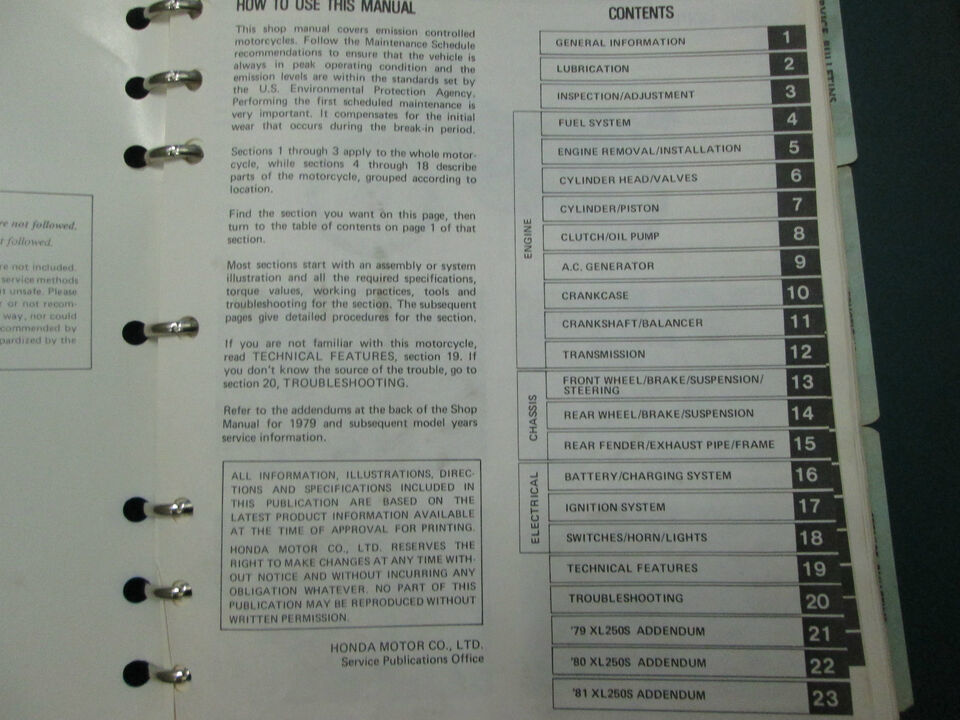 re not followed.
t followed.
re not included.
service methods
it unsafe. Please
r or not recom-
way, nor could
commended by
pardized by the
HOW TO USE THIS MANUAL
This shop manual covers emission controlled
motorcycles. Follow the Maintenance Schedule
recommendations to ensure that the vehicle is
always in peak operating condition and the
emission levels are within the standards set by
the U.S. Environmental Protection Agency.
Performing the first scheduled maintenance is
very important. It compensates for the initial
wear that occurs during the break-in period.
Sections 1 through 3 apply to the whole motor-
cycle, while sections 4 through 18 describe
parts of the motorcycle, grouped according to
location.
Find the section you want on this page, then
turn to the table of contents on page 1 of that
section.
Most sections start with an assembly or system
illustration and all the required specifications,
torque values, working practices, tools and
troubleshooting for the section. The subsequent
pages give detailed procedures for the section.
If you are not familiar with this motorcycle,
read TECHNICAL FEATURES, section 19. If
you don't know the source of the trouble, go to
section 20, TROUBLESHOOTING.
Refer to the addendums at the back of the Shop
Manual for 1979 and subsequent model years
service information.
ALL INFORMATION, ILLUSTRATIONS, DIREC-
TIONS AND SPECIFICATIONS INCLUDED IN
THIS PUBLICATION ARE BASED ON THE
LATEST PRODUCT INFORMATION AVAILABLE
AT THE TIME OF APPROVAL FOR PRINTING.
HONDA MOTOR CO., LTD. RESERVES THE
RIGHT TO MAKE CHANGES AT ANY TIME WITH-
OUT NOTICE AND WITHOUT INCURRING ANY
OBLIGATION WHATEVER. NO PART OF THIS
PUBLICATION MAY BE REPRODUCED WITHOUT
WRITTEN PERMISSION.
HONDA MOTOR CO., LTD.
Service Publications Office
CONTENTS
GENERAL INFORMATION 1
LUBRICATION 2
INSPECTION/ADJUSTMENT 3
ENGINE
FUEL SYSTEM 4
ENGINE REMOVAL/INSTALLATION 5
CYLINDER HEAD/VALVES 6
CYLINDER/PISTON 7
CLUTCH/OIL PUMP 8
A.C. GENERATOR 9
CRANKCASE 10
CRANKSHAFT/BALANCER 11
TRANSMISSION 12
CHASSIS
FRONT WHEEL/BRAKE/SUSPENSION/
STEERING 13
REAR WHEEL/BRAKE/SUSPENSION 14
REAR FENDER/EXHAUST PIPE/FRAME 15
ELECTRICAL
BATTERY/CHARGING SYSTEM 16
IGNITION SYSTEM 17
SWITCHES/HORN/LIGHTS 18
TECHNICAL FEATURES 19
TROUBLESHOOTING 20
'79 XL250S ADDENDUM 21
'80 XL250S ADDENDUM 22
'81 XL250S ADDENDUM 23
BULLETINS